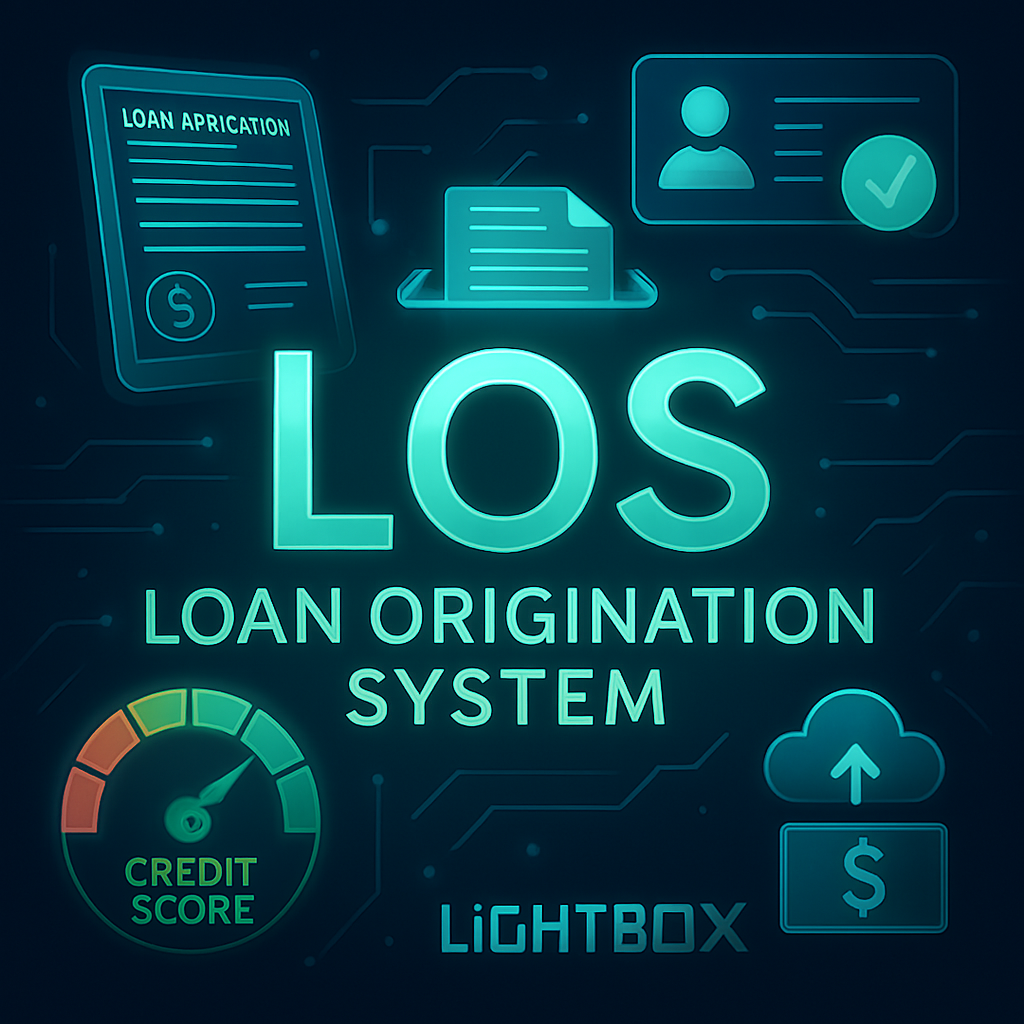 LOAN APRICATION
$
LOS
LOAN ORIGINATION
SYSTEM
CREDIT
SCORE
$
LiGHTBOX